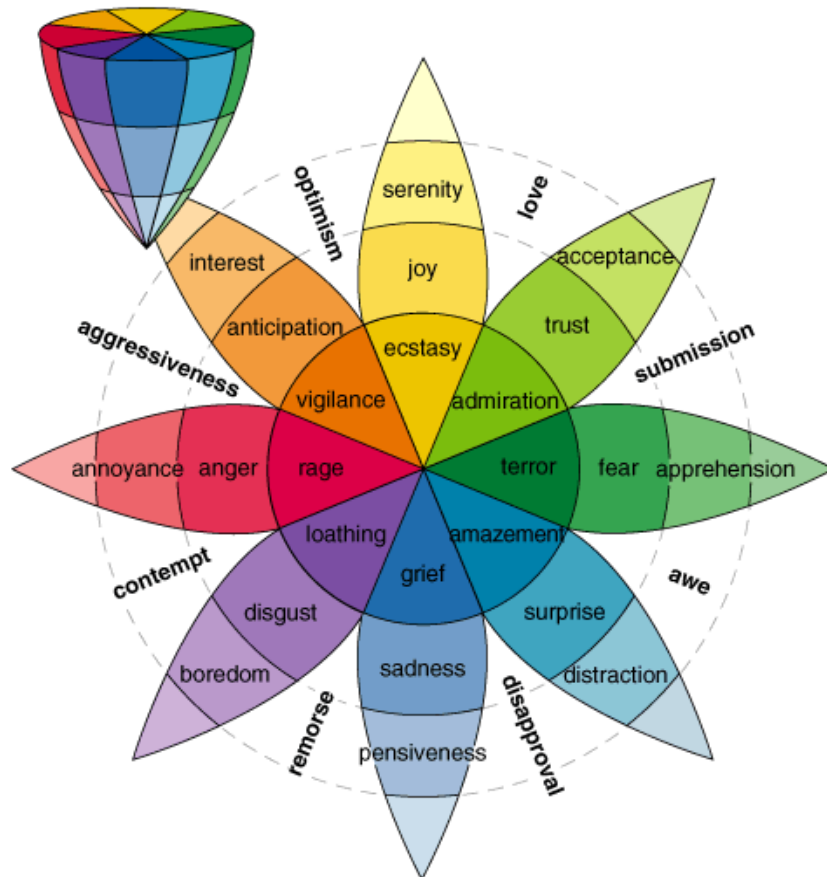 optimism
serenity
love
interest
joy
acceptance
anticipation
trust
aggressiveness
ecstasy
submission
vigilance
admiration
annoyance
anger
rage
terror
fear
apprehension
loathing
amazement
contempt
grief
awe
disgust
surprise
boredom
sadness
distraction
remorse
disapproval
pensiveness